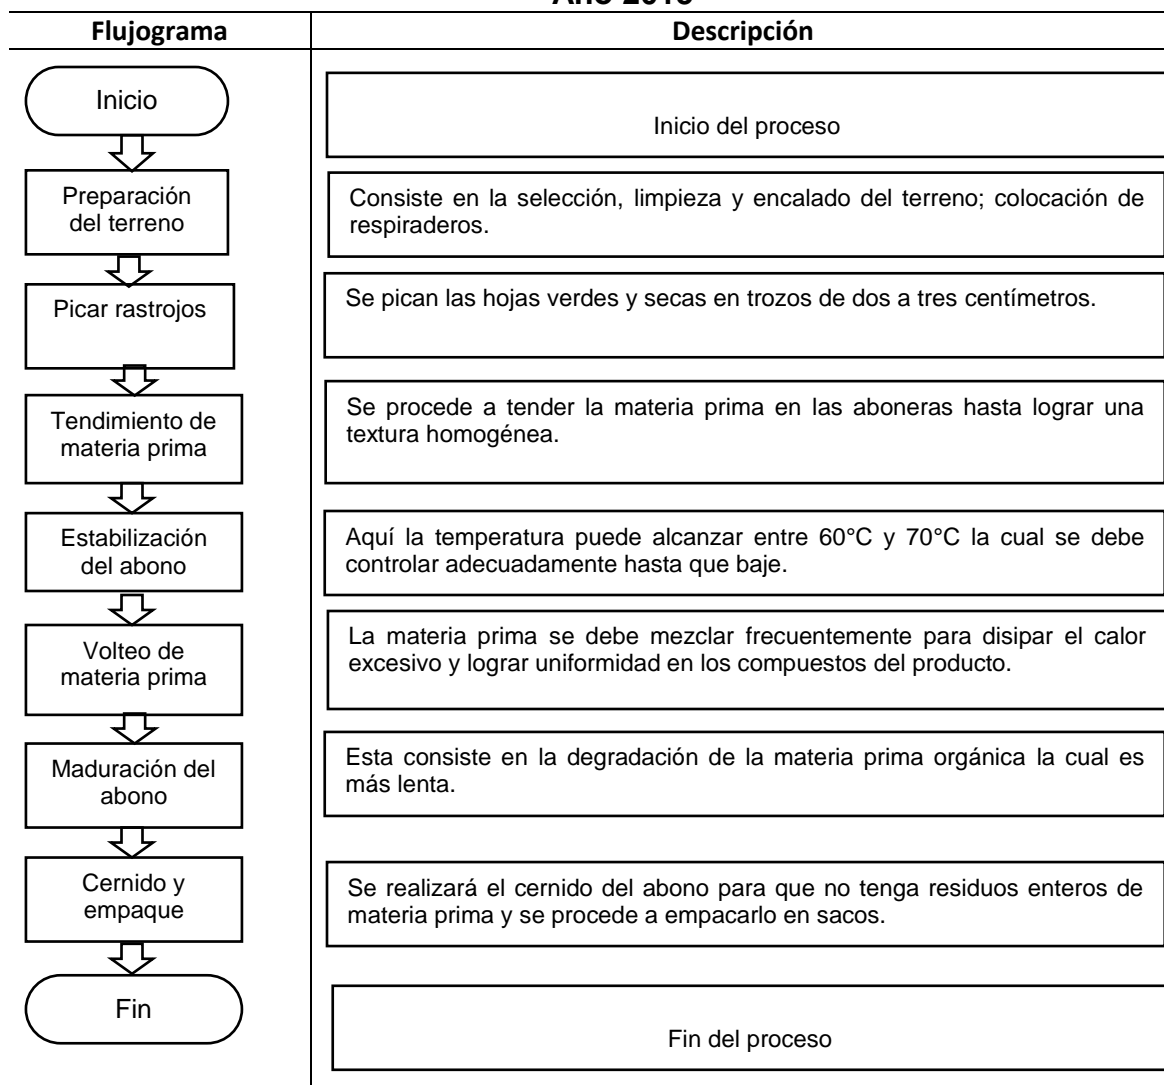 Flujograma
Descripción
Inicio
Inicio del proceso
Preparación
del terreno
Consiste en la selección, limpieza y encalado del terreno; colocación de
respiraderos.
Picar rastrojos
Se pican las hojas verdes y secas en trozos de dos a tres centímetros.
Tendimiento de
materia prima
Se procede a tender la materia prima en las aboneras hasta lograr una
textura homogénea.
Estabilización
del abono
Aquí la temperatura puede alcanzar entre 60°C y 70°C la cual se debe
controlar adecuadamente hasta que baje.
Volteo de
materia prima
La materia prima se debe mezclar frecuentemente para disipar el calor
excesivo y lograr uniformidad en los compuestos del producto.
Maduración del
abono
Esta consiste en la degradación de la materia prima orgánica la cual es
más lenta.
Cernido y
empaque
Se realizará el cernido del abono para que no tenga residuos enteros de
materia prima y se procede a empacarlo en sacos.
Fin
Fin del proceso